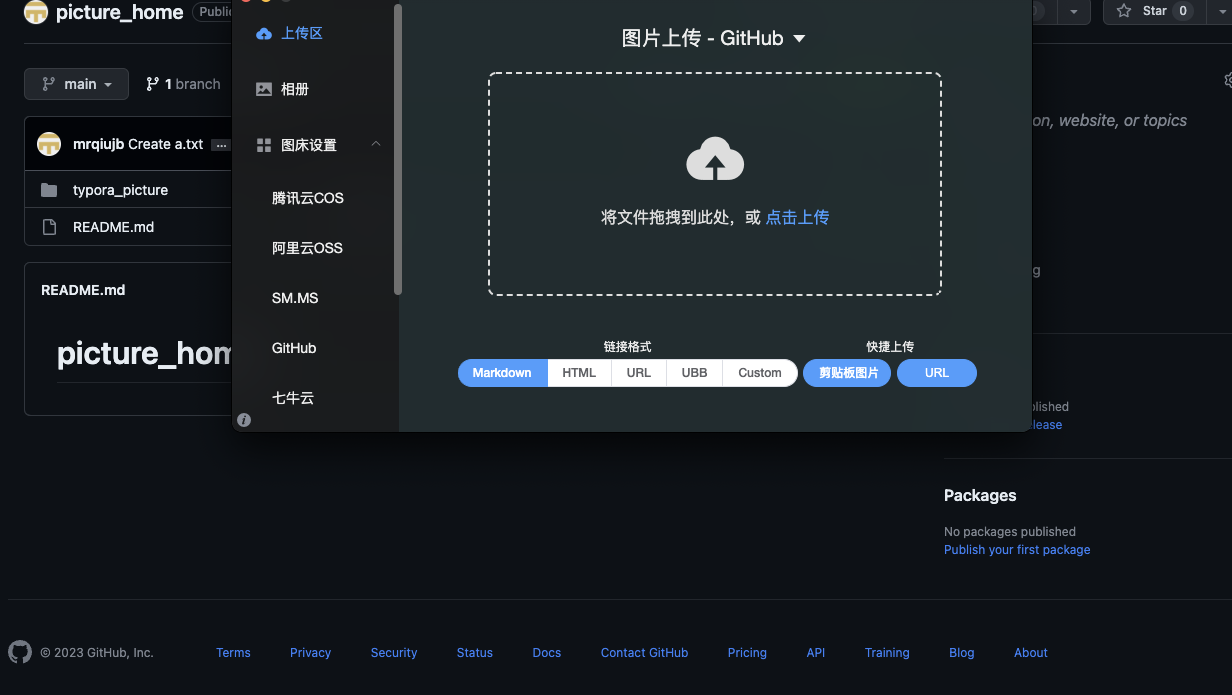 picture_home
Star 0
main
1 branch
mrqiujb Create a.txt ...
typora_picture
README.md
README.md
上传区
相册
图床设置
腾讯云COS
阿里云OSS
SM.MS
GitHub
七牛云
图片上传 - GitHub
将文件拖拽到此处，或 点击上传
链接格式
快捷上传
Markdown HTML URL UBB Custom
剪贴板图片 URL
website, or topics
Packages
No packages published
Publish your first package
© 2023 GitHub, Inc.
Terms Privacy Security Status Docs Contact GitHub Pricing API Training Blog About